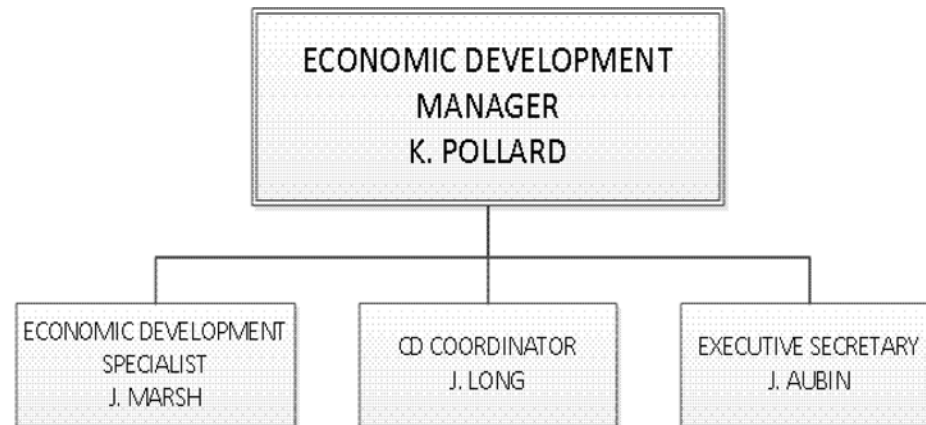 ECONOMIC DEVELOPMENT
MANAGER
K. POLLARD
ECONOMIC DEVELOPMENT
SPECIALIST
J. MARSH
CD COORDINATOR
J. LONG
EXECUTIVE SECRETARY
J. AUBIN